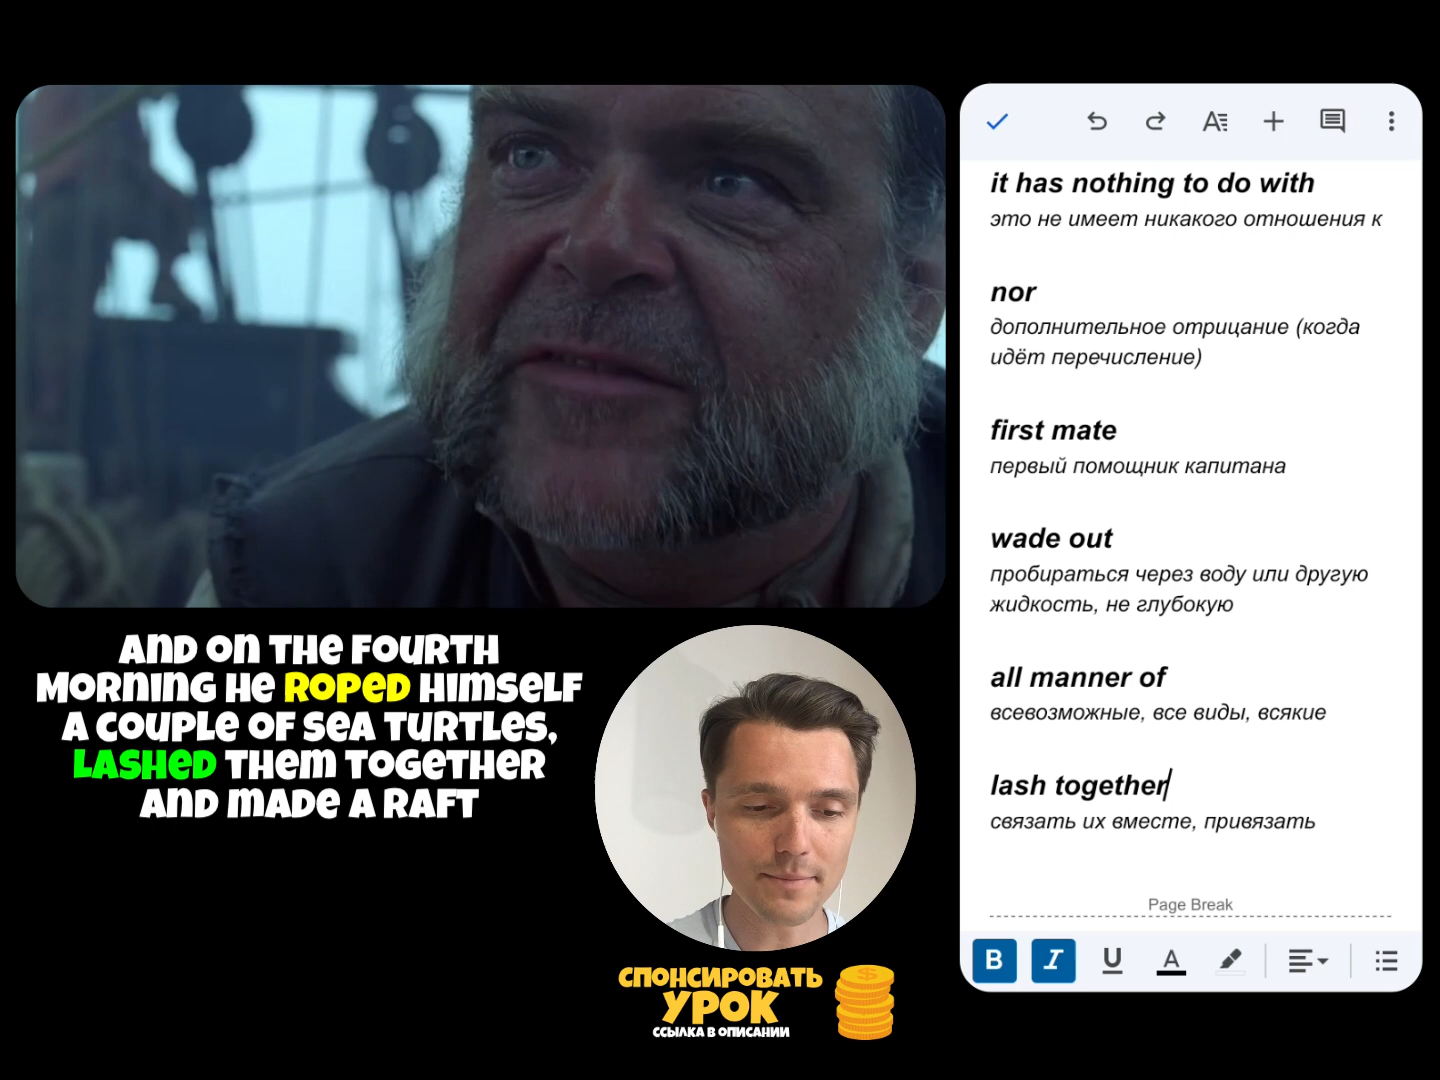 AND ON THE FOURTH
MORNING HE ROPED HIMSELF
A COUPLE OF SEA TURTLES,
LASHED THEM TOGETHER
AND MADE A RAFT
СПОНСИРОВАТЬ
УРОК
ССЫЛКА В ОПИСАНИИ
it has nothing to do with
это не имеет никакого отношения к
nor
дополнительное отрицание (когда
идёт перечисление)
first mate
первый помощник капитана
wade out
пробираться через воду или другую
жидкость, не глубокую
all manner of
всевозможные, все виды, всякие
lash together
связать их вместе, привязать
Page Break
B I U A